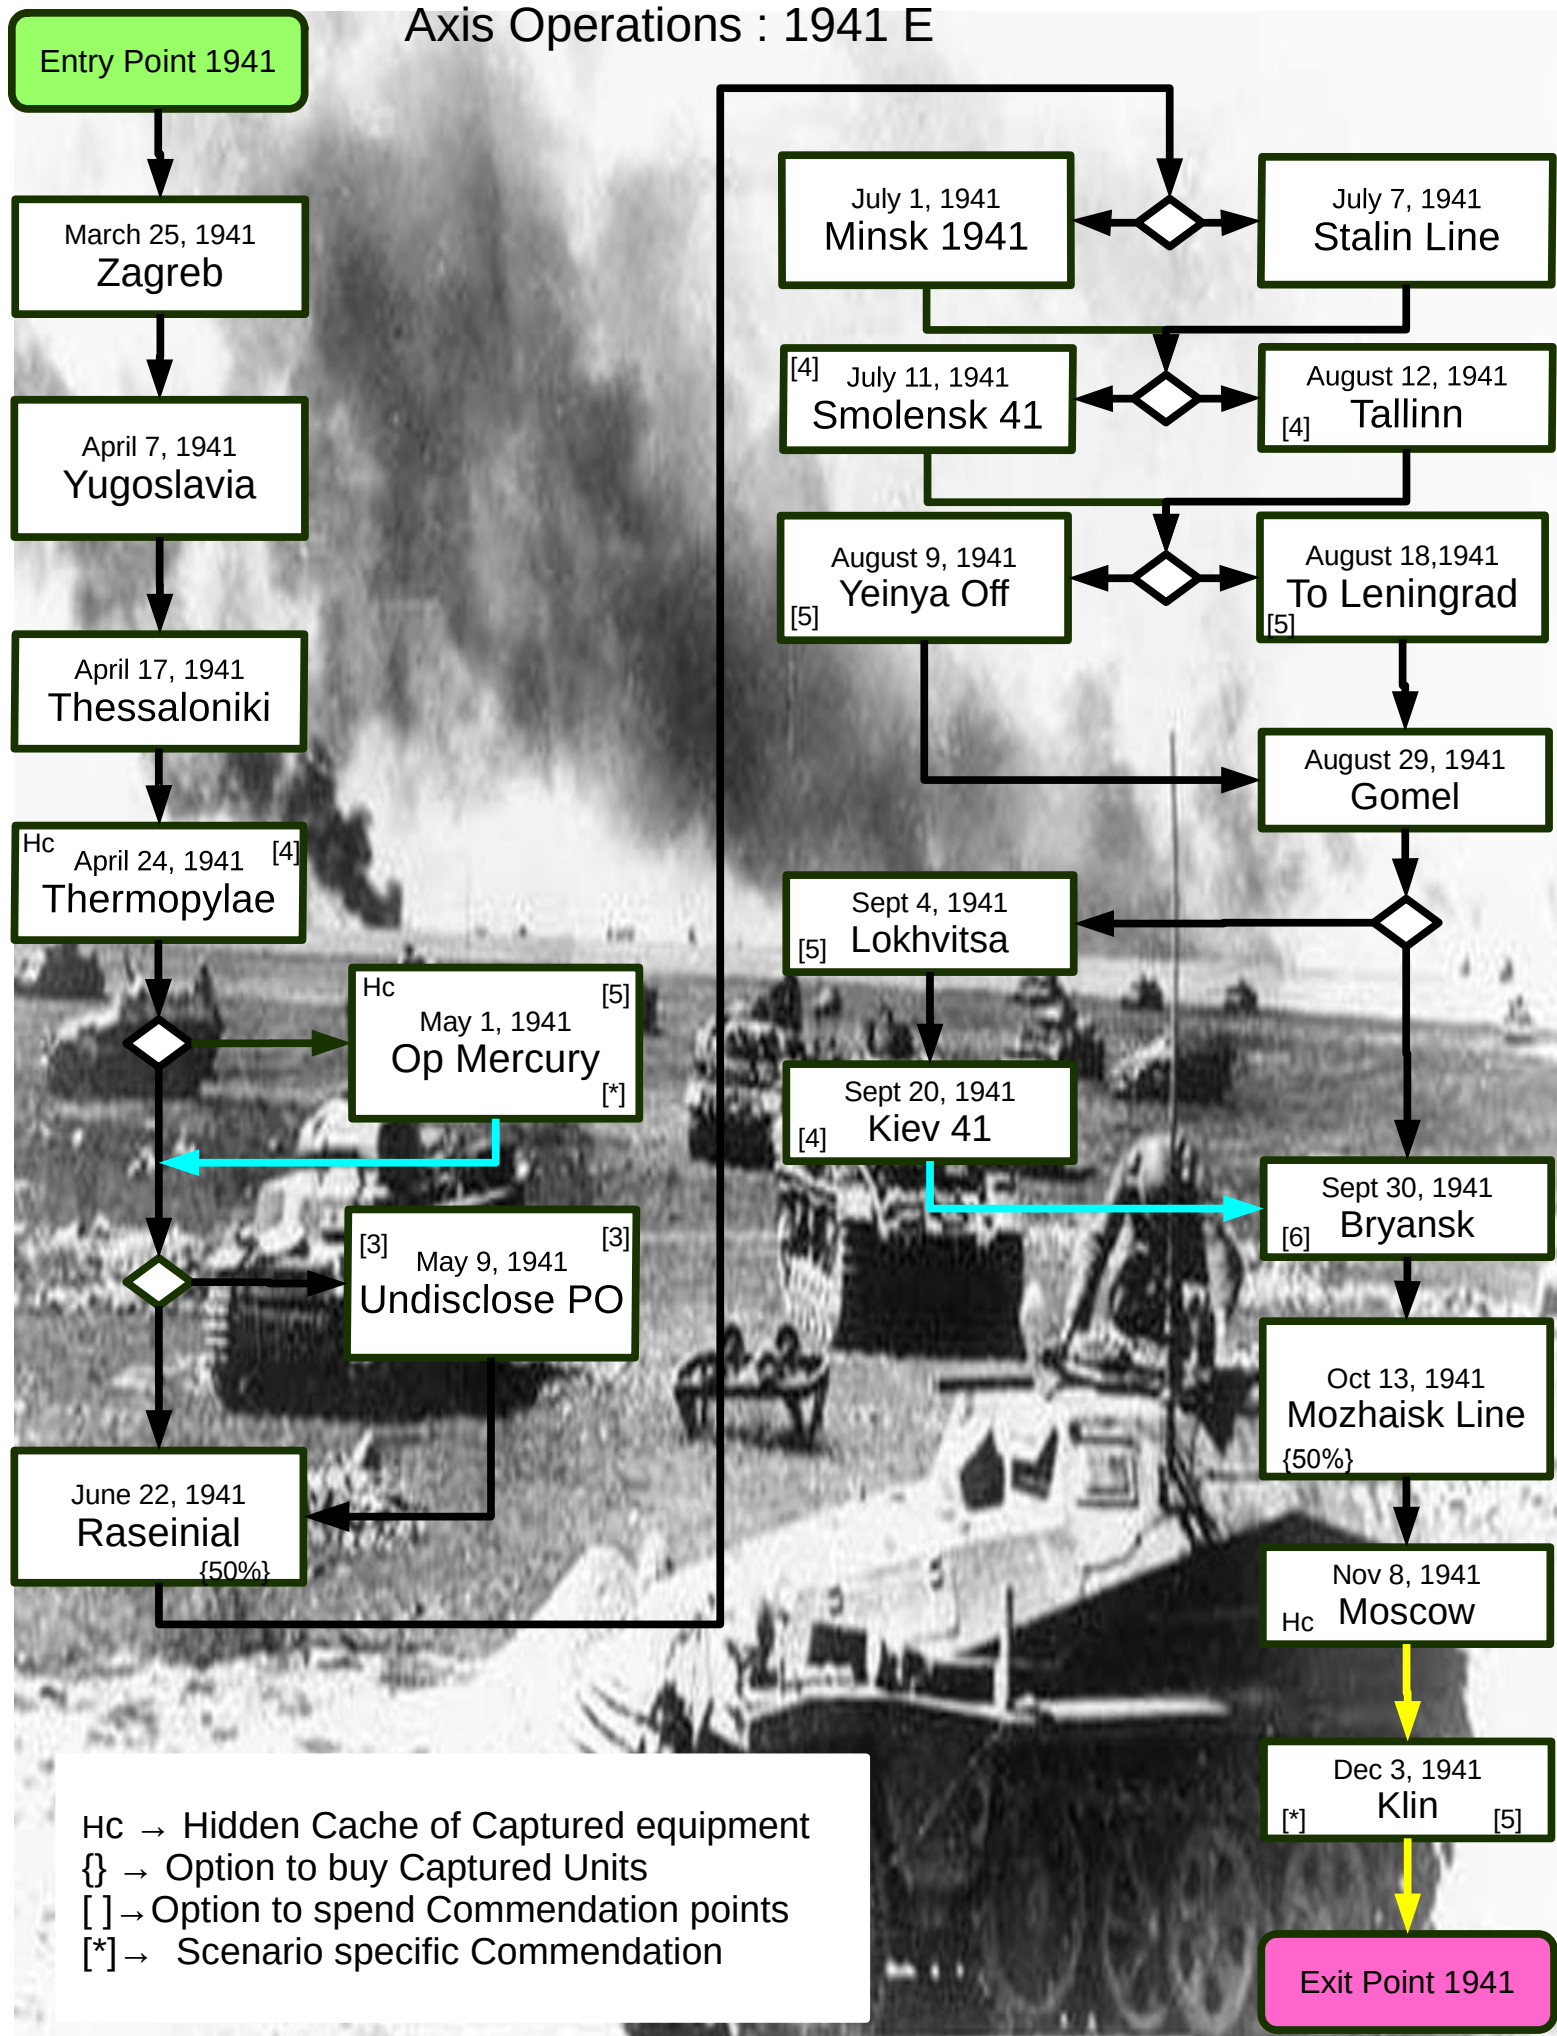 Axis Operations : 1941 E
Entry Point 1941
March 25, 1941
Zagreb
April 7, 1941
Yugoslavia
April 17, 1941
Thessaloniki
Hc
[4]
April 24, 1941
Thermopylae
Hc
[5]
May 1, 1941
Op Mercury
[*]
[3]
[3]
May 9, 1941
Undisclose PO
June 22, 1941
Raseinial
{50%}
July 1, 1941
Minsk 1941
July 7, 1941
Stalin Line
[4]
July 11, 1941
Smolensk 41
August 12, 1941
Tallinn
[4]
August 9, 1941
Yeinya Off
[5]
August 18,1941
To Leningrad
[5]
August 29, 1941
Gomel
Sept 4, 1941
[5] Lokhvitsa
Sept 20, 1941
[4] Kiev 41
Sept 30, 1941
[6] Bryansk
Oct 13, 1941
Mozhaisk Line
{50%}
Nov 8, 1941
Hc Moscow
Dec 3, 1941
Klin
[*] [5]
Exit Point 1941
Hc → Hidden Cache of Captured equipment
{} → Option to buy Captured Units
[ ]→Option to spend Commendation points
[*]→ Scenario specific Commendation